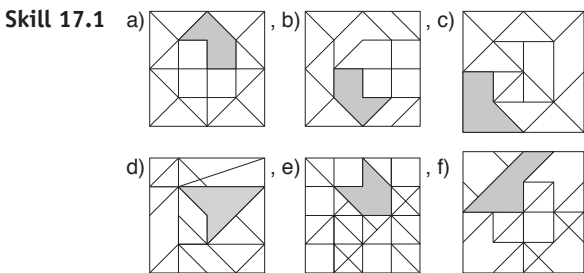 Skill 17.1 a) , b) , c)
d) , e) , f)